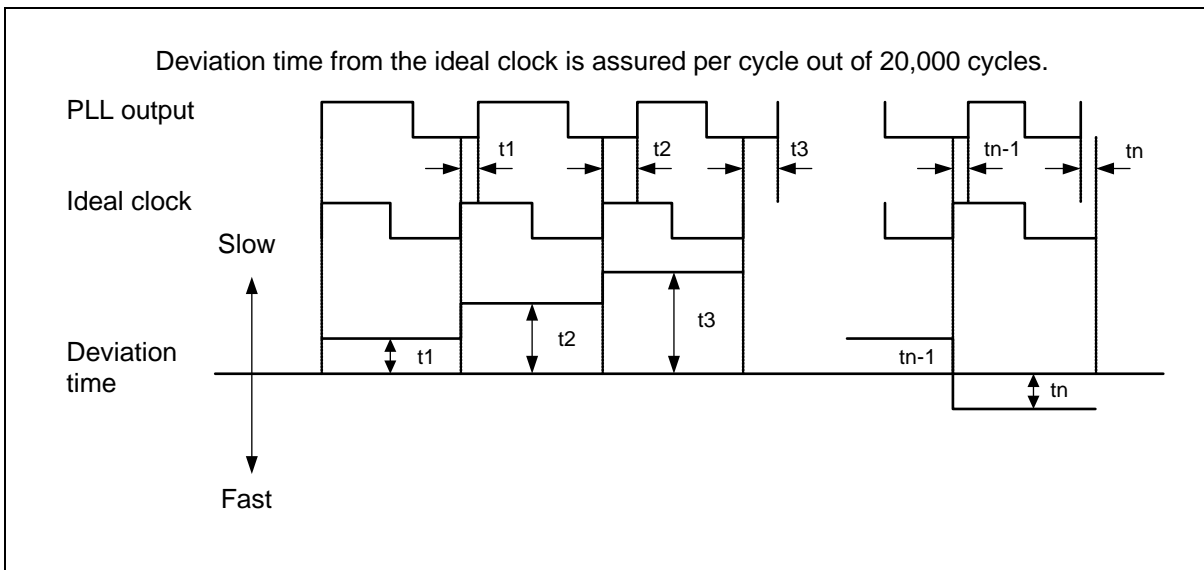 Deviation time from the ideal clock is assured per cycle out of 20,000 cycles.
PLL output
t1
t2
t3
tn-1
tn
Ideal clock
Slow
t1
t2
t3
Deviation
time
tn-1
tn
Fast